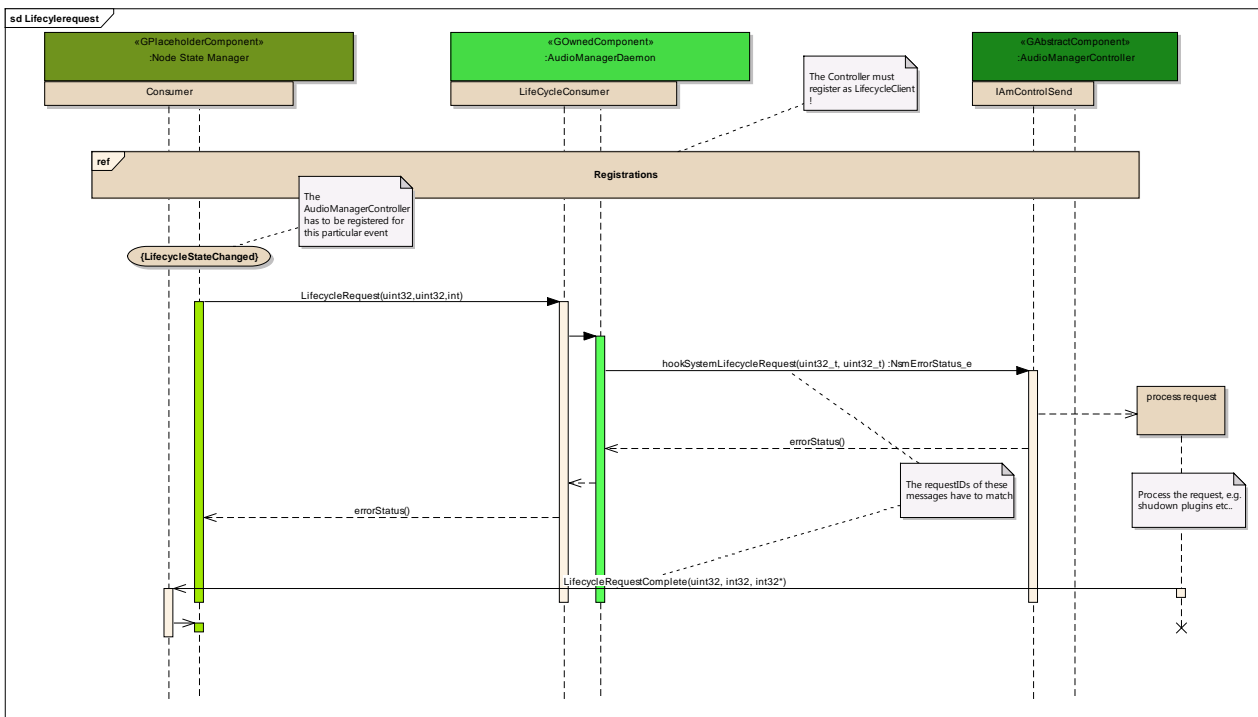 sd Lifecylerequest
«GPlaceholderComponent»
:Node State Manager
Consumer
«GOwnedComponent»
:AudioManagerDaemon
LifeCycleConsumer
The Controller must
register as LifecycleClient
!
«GAbstractComponent»
:AudioManagerController
IAmControlSend
ref
Registrations
The
AudioManagerController
has to be registered for
this particular event
{LifecycleStateChanged}
LifecycleRequest(uint32,uint32,int)
hookSystemLifecycleRequest(uint32_t, uint32_t) :NsmErrorStatus_e
process request
errorStatus()
The requestIDs of these
messages have to match
Process the request, e.g.
shudown plugins etc..
errorStatus()
LifecycleRequestComplete(uint32, int32, int32*)